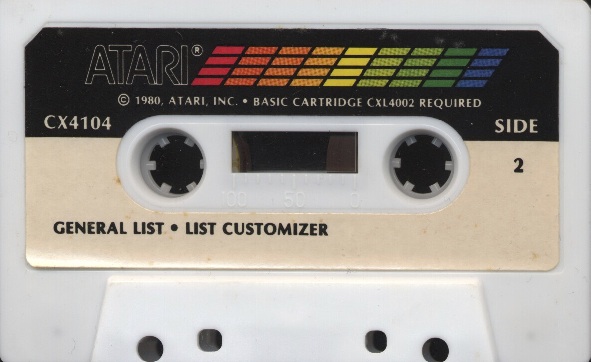 ATARI®
© 1980, ATARI, INC. • BASIC CARTRIDGE CXL4002 REQUIRED
CX4104
SIDE
2
100 50 0
GENERAL LIST • LIST CUSTOMIZER